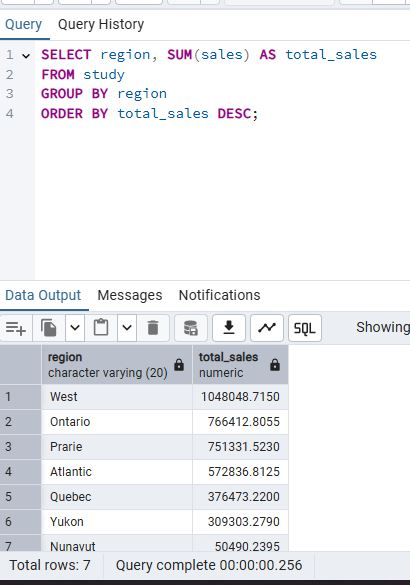 Query Query History
1 SELECT region, SUM(sales) AS total_sales
2 FROM study
3 GROUP BY region
4 ORDER BY total_sales DESC;
Data Output Messages Notifications
SQL Showing
region total_sales
character varying (20) numeric
1 West 1048048.7150
2 Ontario 766412.8055
3 Prarie 751331.5230
4 Atlantic 572836.8125
5 Quebec 376473.2200
6 Yukon 309303.2790
7 Nunavut 50490.2395
Total rows: 7 Query complete 00:00:00.256